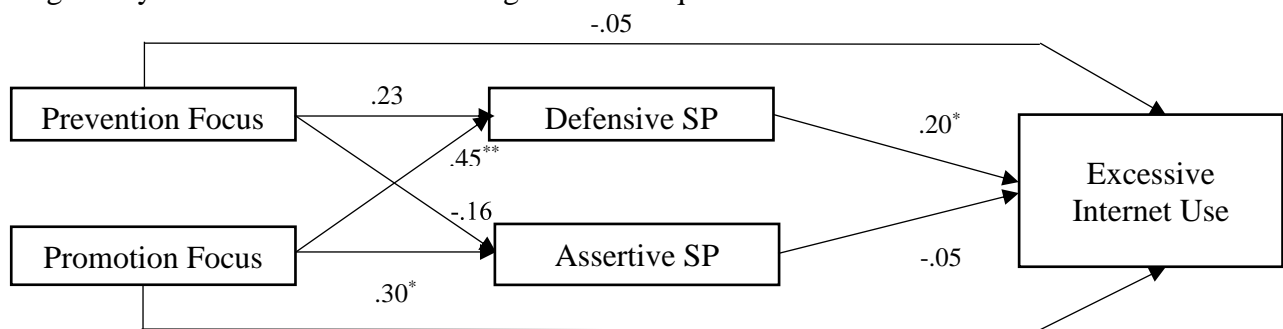 -.05
Prevention Focus
.23
Defensive SP
.20*
.45**
Excessive
Internet Use
-.16
Promotion Focus
Assertive SP
-.05
.30*